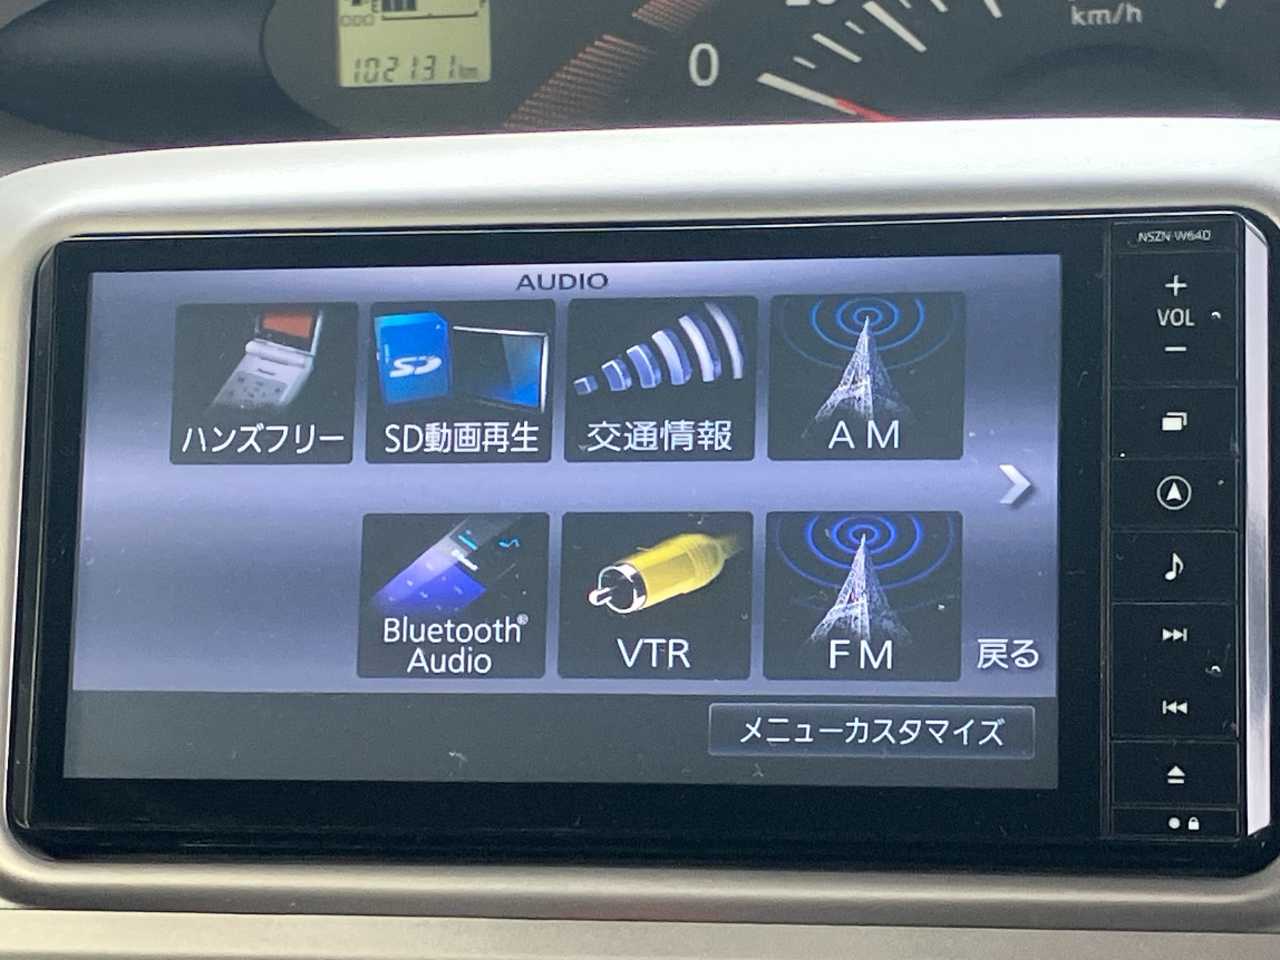 ODO
102131km
0
km/h
NSZN-W64D
AUDIO
ハンズフリー
SD
SD動画再生
交通情報
AM
Bluetooth®
Audio
VTR
FM
戻る
メニューカスタマイズ
+
VOL
−